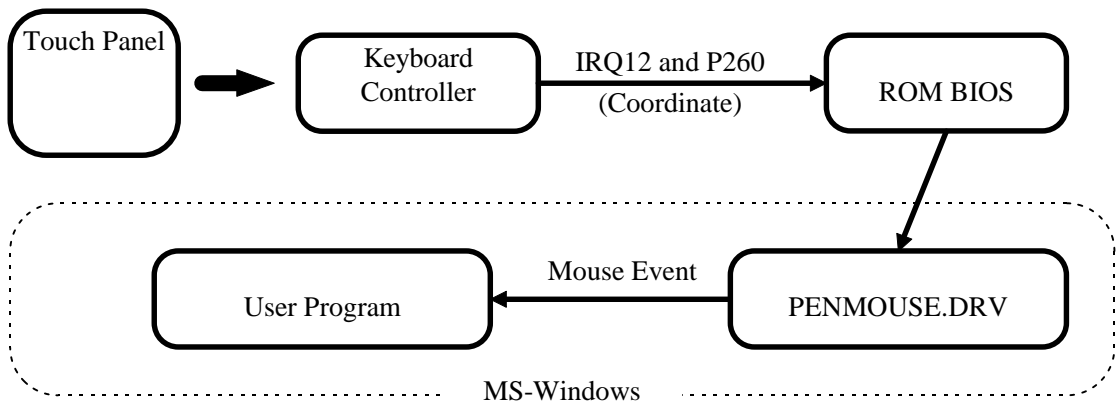 Touch Panel
Keyboard
Controller
IRQ12 and P260
(Coordinate)
ROM BIOS
User Program
Mouse Event
PENMOUSE.DRV
MS-Windows